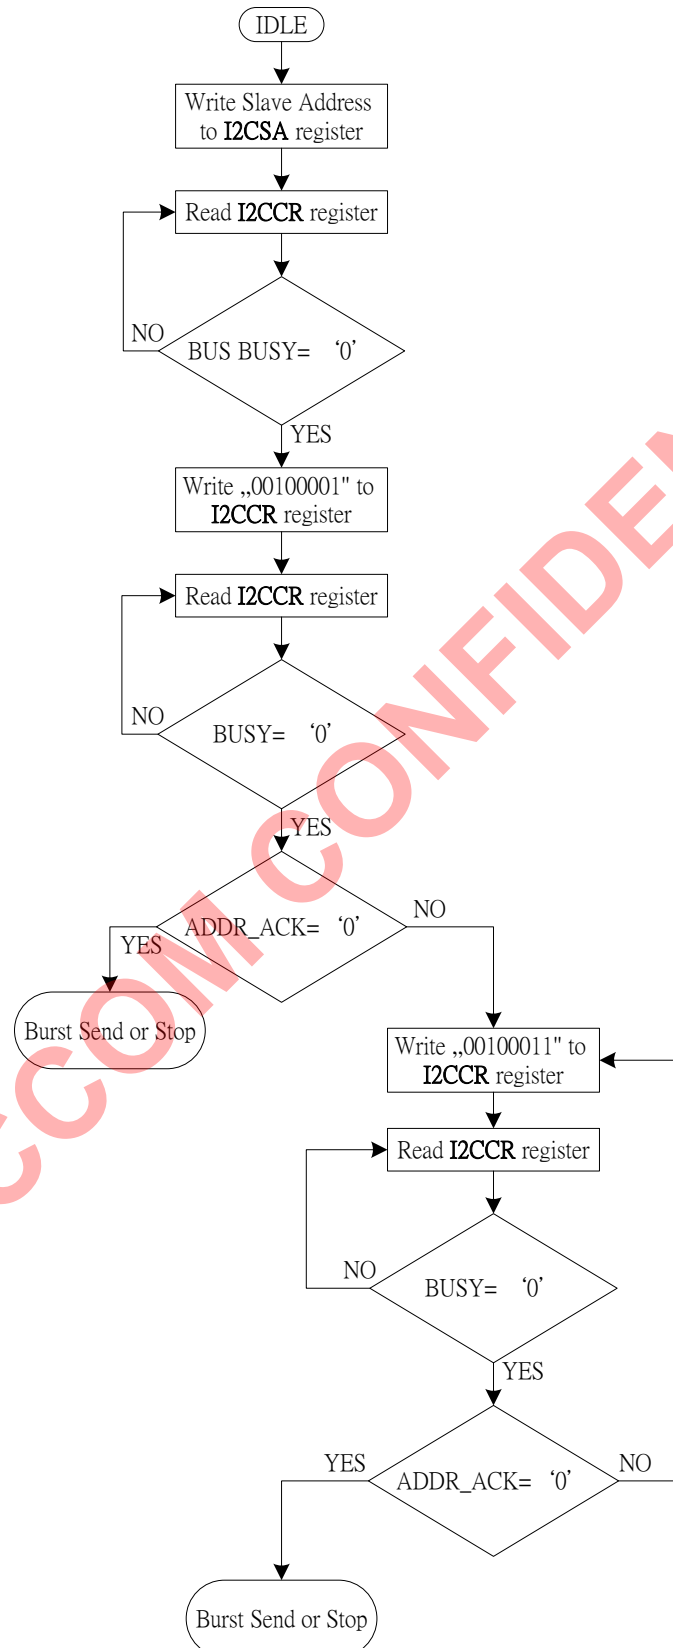 IDLE
Write Slave Address
to I2CSA register
Read I2CCR register
NO
BUS BUSY= ‘0’
YES
Write „00100001" to
I2CCR register
Read I2CCR register
NO
BUSY= ‘0’
YES
ADDR_ACK= ‘0’
NO
YES
Burst Send or Stop
Write „00100011" to
I2CCR register
Read I2CCR register
NO
BUSY= ‘0’
YES
YES
ADDR_ACK= ‘0’
NO
Burst Send or Stop
CCOM CONFIDEN